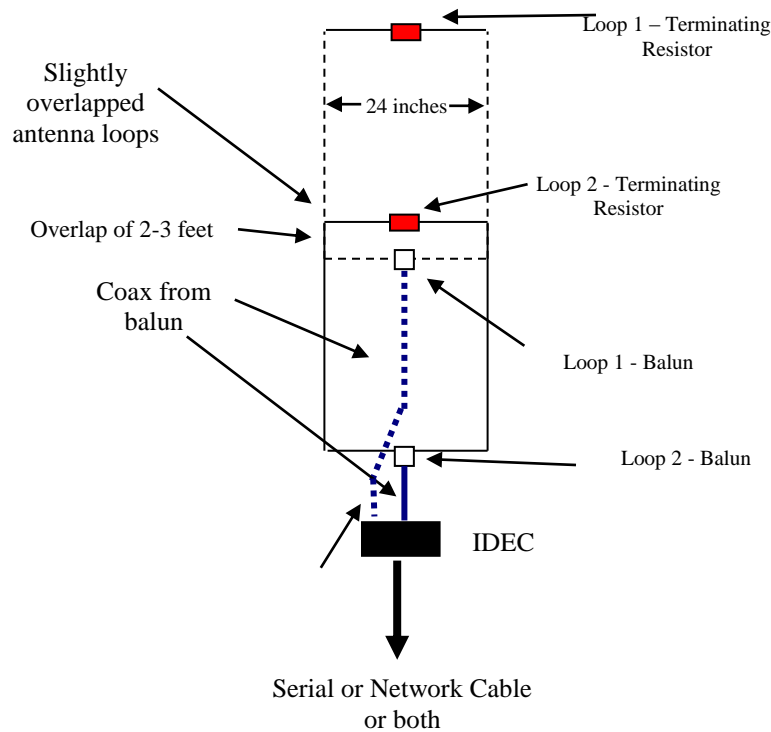 Loop 1 – Terminating
Resistor
Slightly
overlapped
antenna loops
24 inches
Loop 2 - Terminating
Resistor
Overlap of 2-3 feet
Coax from
balun
Loop 1 - Balun
Loop 2 - Balun
IDEC
Serial or Network Cable
or both